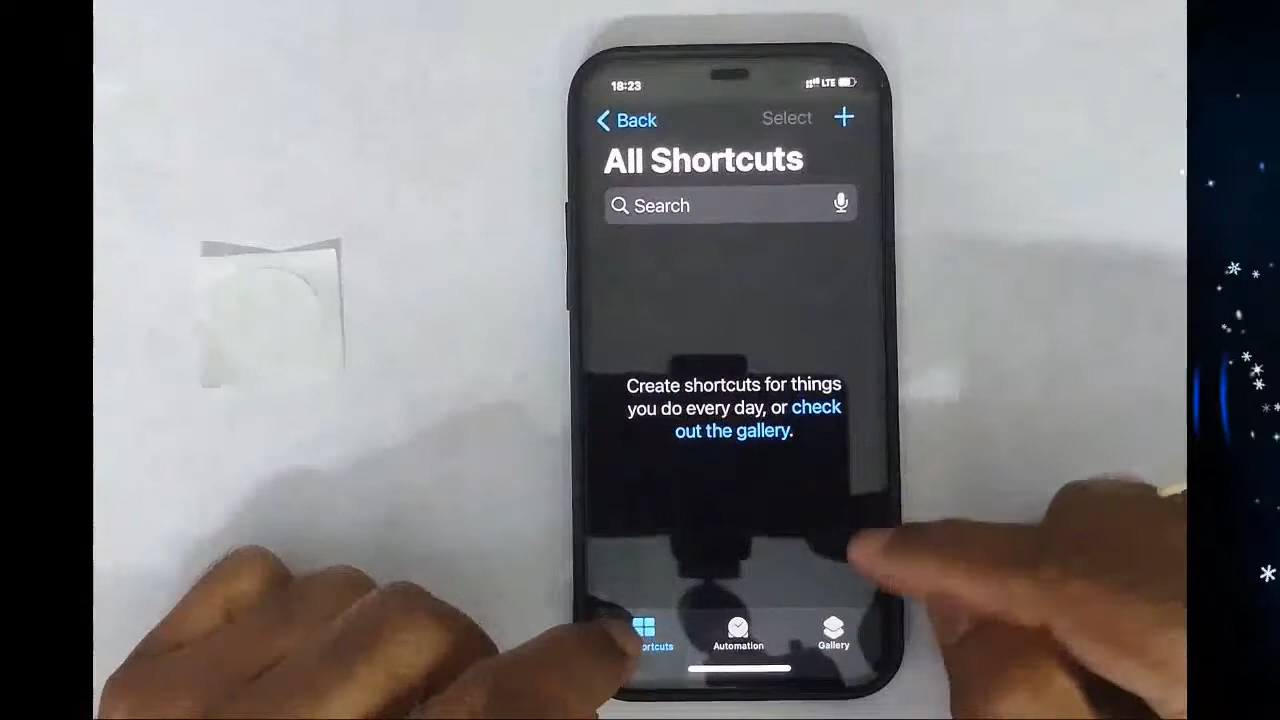 18:23
LTE
Back
Select
All Shortcuts
Search
Create shortcuts for things
you do every day, or check
out the gallery.
ortcuts
Automation
Gallery